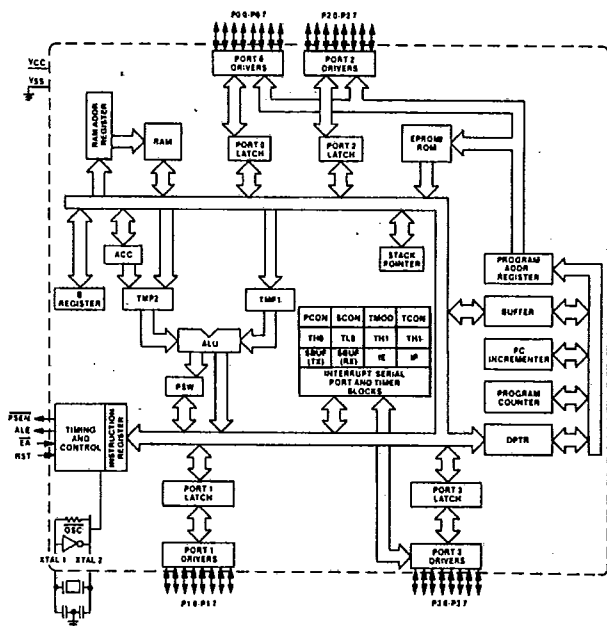 P00-P07
P20-P27
VCC
VSS
PORT 0
DRIVERS
PORT 2
DRIVERS
RAM ADDR
REGISTER
RAM
PORT 0
LATCH
PORT 2
LATCH
EPROM/
ROM
ACC
STACK
POINTER
PROGRAM
ADDR
REGISTER
B
REGISTER
TMP2
TMP1
BUFFER
PCON
SCON
TMOD
TCON
ALU
TH0
TL0
TH1
TH1
SBUF
(TX)
SBUF
(RX)
IE
IP
PC
INCREMENTER
INTERRUPT SERIAL
PORT AND TIMER
BLOCKS
PSW
PROGRAM
COUNTER
PSEN
ALE
EA
RST
TIMING
AND
CONTROL
INSTRUCTION
REGISTER
DPTR
PORT 1
LATCH
PORT 3
LATCH
OSC
XTAL 1
XTAL 2
PORT 1
DRIVERS
PORT 3
DRIVERS
P10-P17
P30-P37